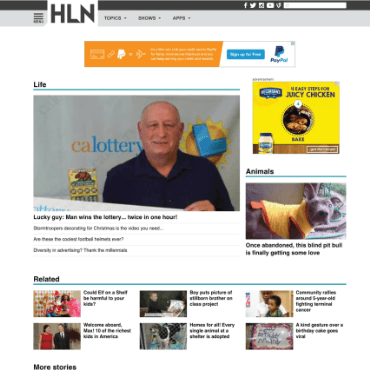 MENU
HLN
TOPICS
SHOWS
APPS
Sign up for Free
PayPal
advertisement
4 EASY STEPS FOR
JUICY CHICKEN
BAKE
Life
calottery
Lucky guy: Man wins the lottery... twice in one hour!
Stormtroopers decorating for Christmas is the video you need...
Are these the coolest football helmets ever?
Diversity in advertising? Thank the millennials
Animals
Once abandoned, this blind pit bull
is finally getting some love
Related
Could Elf on a Shelf
be harmful to your
kids?
Boy puts picture of
stillborn brother on
class project
Community rallies
around 5-year-old
fighting terminal
cancer
Welcome aboard,
Max! 10 of the richest
kids in America
Horses for all! Every
single animal at a
shelter is adopted
A kind gesture over a
birthday cake goes
viral
More stories